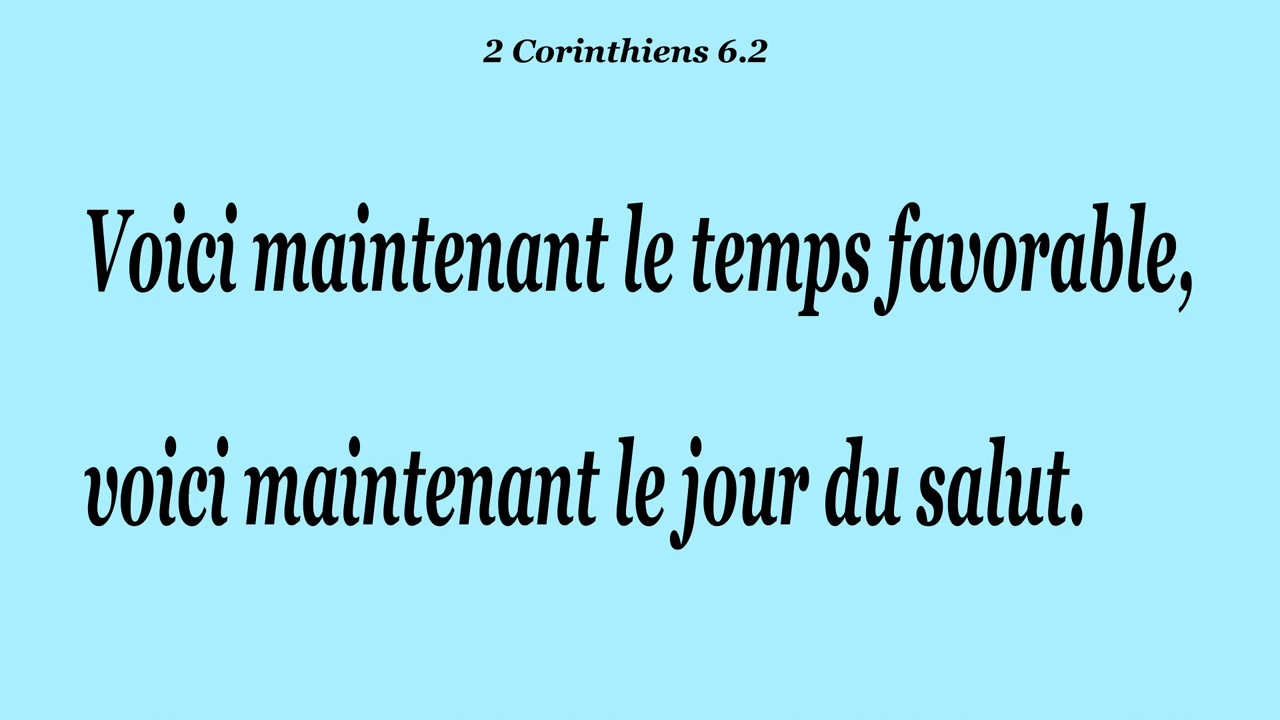 2 Corinthiens 6.2
Voici maintenant le temps favorable,
voici maintenant le jour du salut.